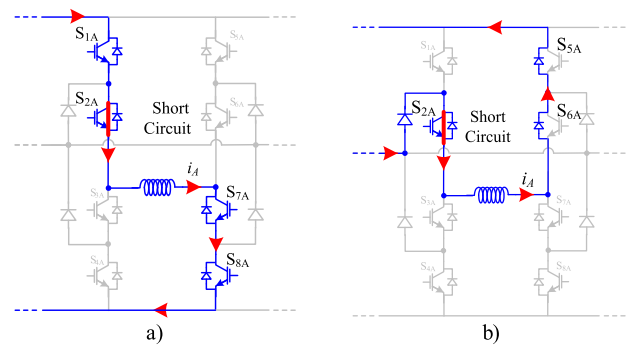 S1A
S5A
S2A
Short
Circuit
S6A
iA
S3A
S7A
S4A
S8A
a)
S1A
S5A
S2A
Short
Circuit
S6A
iA
S3A
S7A
S4A
S8A
b)